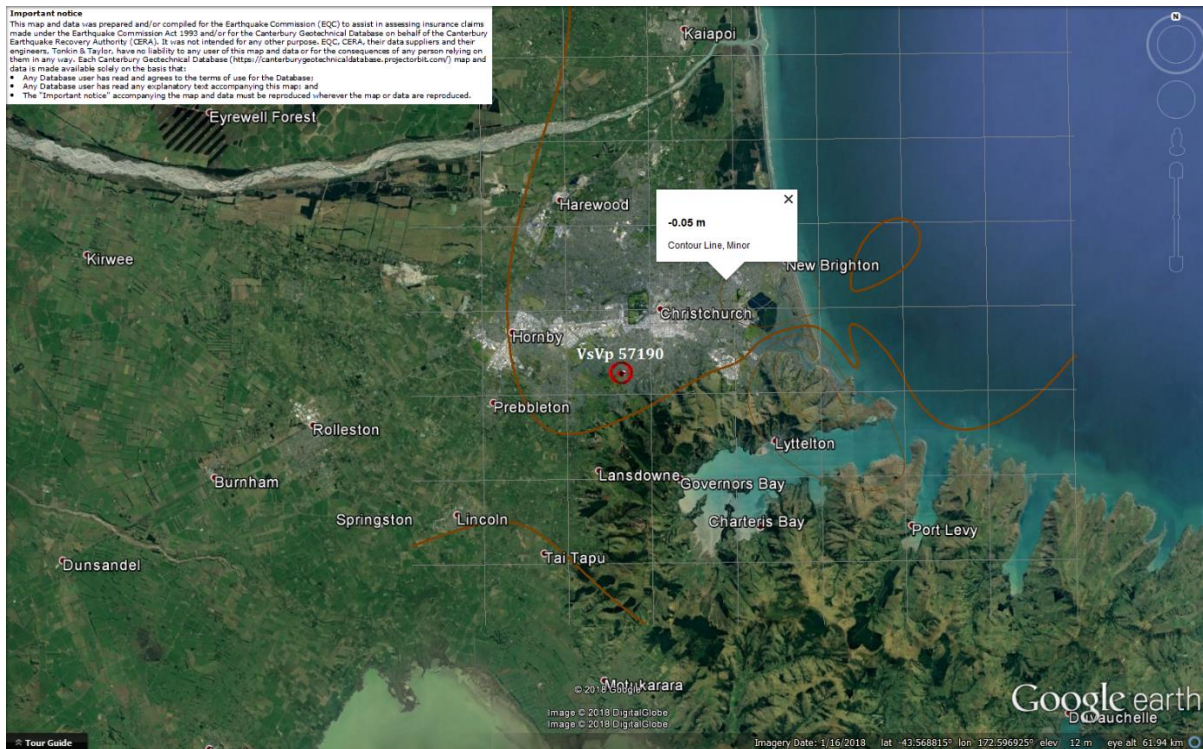 Important notice
This map and data was prepared and/or compiled for the Earthquake Commission (EQC) to assist in assessing insurance claims
made under the Earthquake Commission Act 1993 and/or for the Canterbury Geotechnical Database on behalf of the Canterbury
Earthquake Recovery Authority (CERA). It was not intended for any other purpose. EQC, CERA, their data suppliers and their
engineers, Tonkin & Taylor, have no liability to any user of this map and data or for the consequences of any person relying on
them in any way. Each Canterbury Geotechnical Database (https://canterburygeotechnicaldatabase.projectorbit.com/) map and
data is made available solely on the basis that:
• Any Database user has read and agrees to the terms of use for the Database;
• Any Database user has read any explanatory text accompanying this map; and
• The "Important notice" accompanying the map and data must be reproduced wherever the map or data are reproduced.
Kaiapoi
N
Eyrewell Forest
Harewood
-0.05 m
Contour Line, Minor
Kirwee
New Brighton
Christchurch
Hornby
VsVp 57190
Prebbleton
Rolleston
Lyttelton
Lansdowne
Governors Bay
Burnham
Springston
Lincoln
Charteris Bay
Port Levy
Tai Tapu
Dunsandel
Motukarara
© 2018 Google
Image © 2018 DigitalGlobe
Image © 2018 DigitalGlobe
Google earth
Duvauchelle
Tour Guide
Imagery Date: 1/16/2018 lat -43.568815° lon 172.596925° elev 12 m eye alt 61.94 km